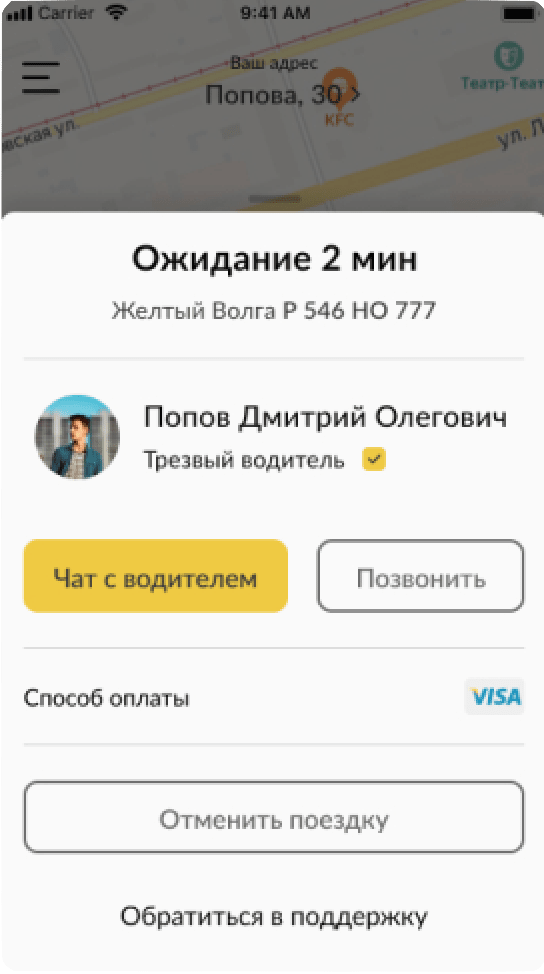 Carrier 9:41 AM
Ваш адрес
Попова, 30 >
Театр-Теат
KFC
вская ул.
ул. Л
Ожидание 2 мин
Желтый Волга Р 546 НО 777
Попов Дмитрий Олегович
Трезвый водитель
Чат с водителем
Позвонить
Способ оплаты
VISA
Отменить поездку
Обратиться в поддержку